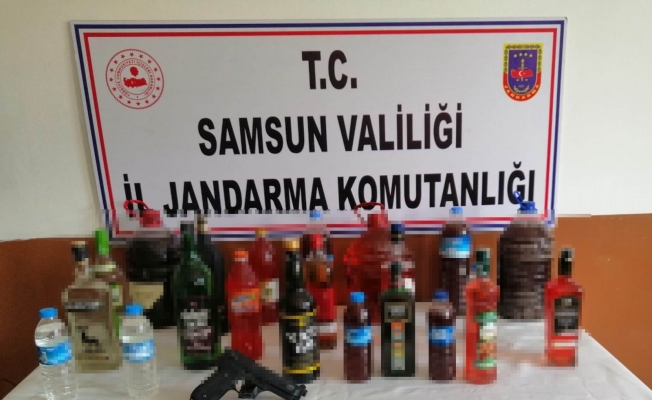 T.C.
SAMSUN VALİLİĞİ
İL JANDARMA KOMUTANLIĞI